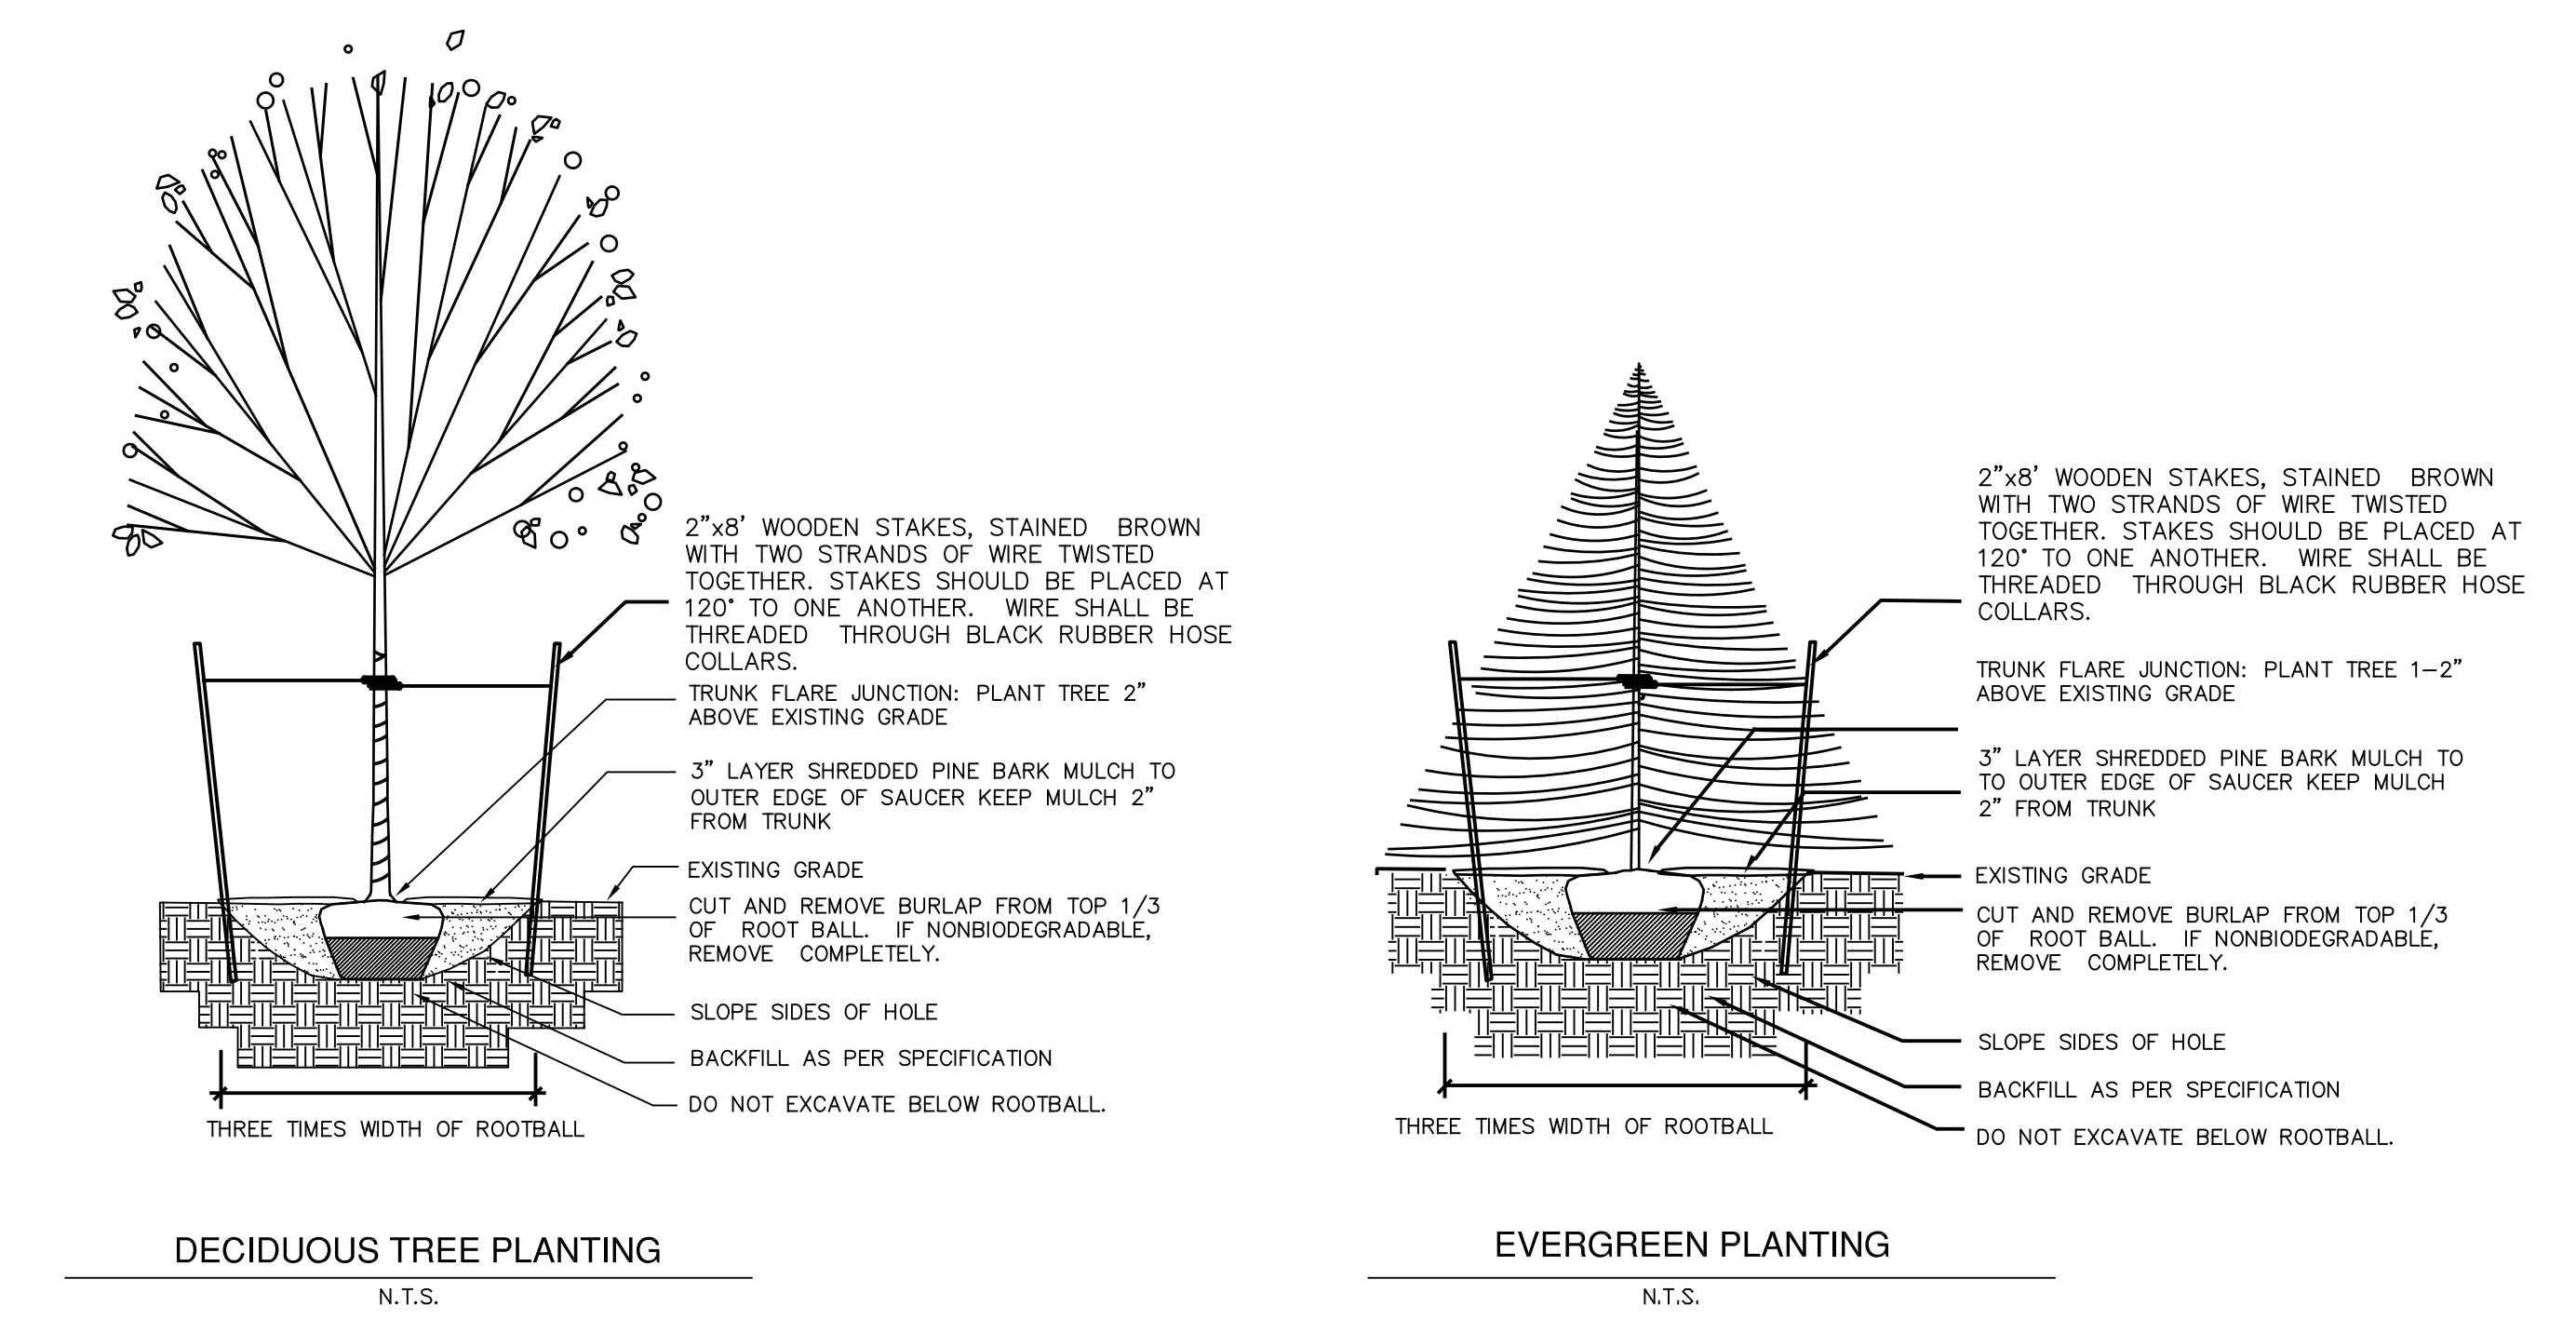 2"x8' WOODEN STAKES, STAINED BROWN
WITH TWO STRANDS OF WIRE TWISTED
TOGETHER. STAKES SHOULD BE PLACED AT
120° TO ONE ANOTHER. WIRE SHALL BE
THREADED THROUGH BLACK RUBBER HOSE
COLLARS.
TRUNK FLARE JUNCTION: PLANT TREE 2"
ABOVE EXISTING GRADE
3" LAYER SHREDDED PINE BARK MULCH TO
OUTER EDGE OF SAUCER KEEP MULCH 2"
FROM TRUNK
EXISTING GRADE
CUT AND REMOVE BURLAP FROM TOP 1/3
OF ROOT BALL. IF NONBIODEGRADABLE,
REMOVE COMPLETELY.
SLOPE SIDES OF HOLE
BACKFILL AS PER SPECIFICATION
DO NOT EXCAVATE BELOW ROOTBALL.
THREE TIMES WIDTH OF ROOTBALL
DECIDUOUS TREE PLANTING
N.T.S.
2"x8' WOODEN STAKES, STAINED BROWN
WITH TWO STRANDS OF WIRE TWISTED
TOGETHER. STAKES SHOULD BE PLACED AT
120° TO ONE ANOTHER. WIRE SHALL BE
THREADED THROUGH BLACK RUBBER HOSE
COLLARS.
TRUNK FLARE JUNCTION: PLANT TREE 1-2"
ABOVE EXISTING GRADE
3" LAYER SHREDDED PINE BARK MULCH TO
TO OUTER EDGE OF SAUCER KEEP MULCH
2" FROM TRUNK
EXISTING GRADE
CUT AND REMOVE BURLAP FROM TOP 1/3
OF ROOT BALL. IF NONBIODEGRADABLE,
REMOVE COMPLETELY.
SLOPE SIDES OF HOLE
BACKFILL AS PER SPECIFICATION
DO NOT EXCAVATE BELOW ROOTBALL.
THREE TIMES WIDTH OF ROOTBALL
EVERGREEN PLANTING
N.T.S.